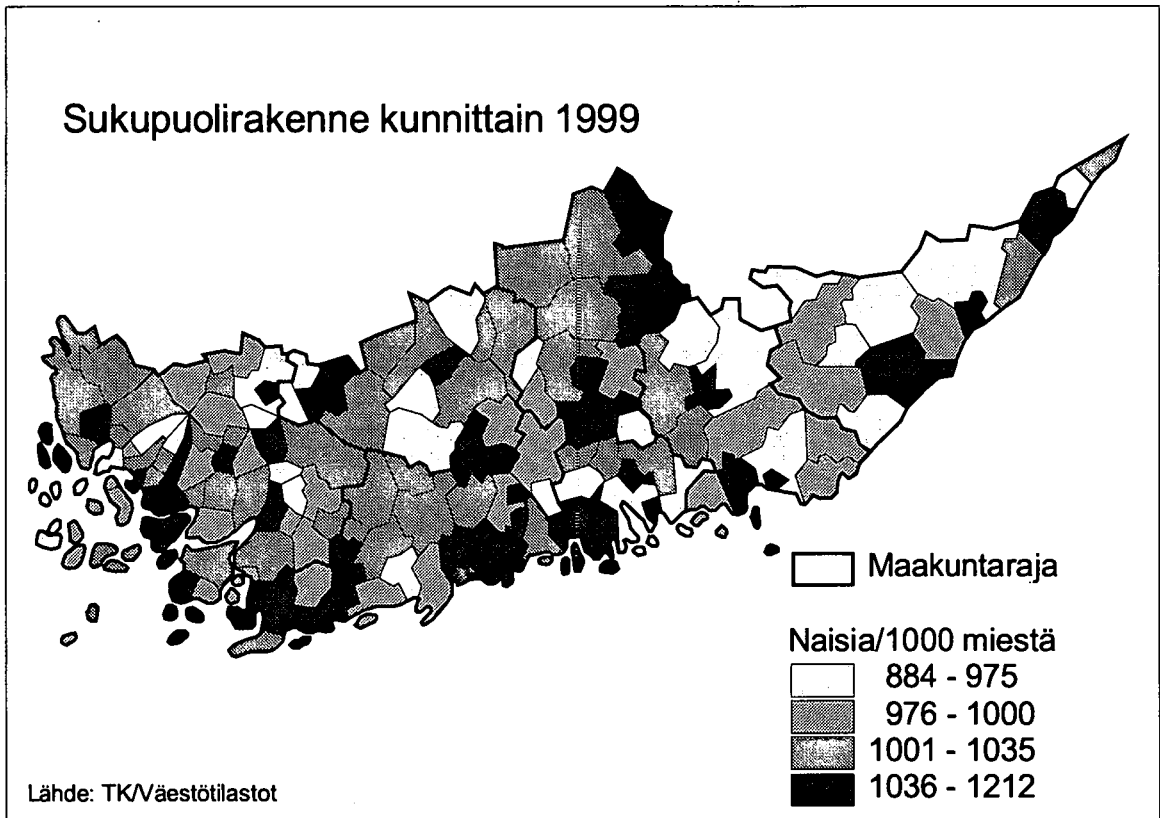 Sukupuolirakenne kunnittain 1999
Maakuntaraja
Naisia/1000 miestä
884 - 975
976 - 1000
1001 - 1035
1036 - 1212
Lähde: TK/Väestötilastot